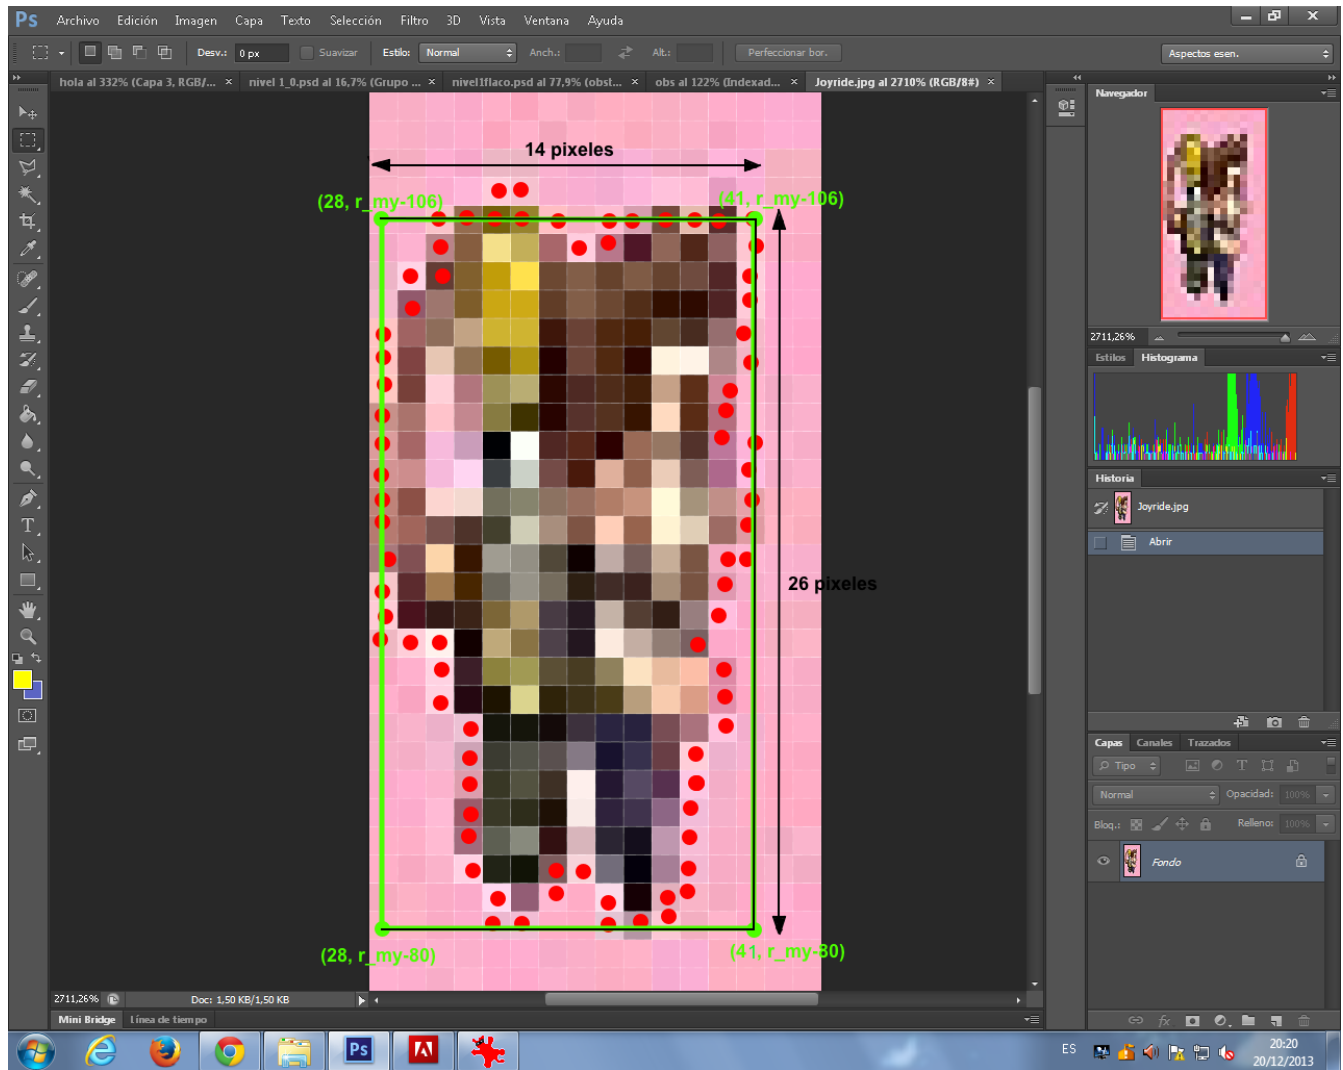 Ps Archivo Edición Imagen Capa Texto Selección Filtro 3D Vista Ventana Ayuda
Desv.: 0 px Suavizar Estilo: Normal Anch.: Alt.: Perfeccionar bor. Aspectos esen.
hola al 332% (Capa 3, RGB/... × nivel 1_0.psd al 16,7% (Grupo ... × nivel1flaco.psd al 77,9% (obst... × obs al 122% (Indexad... × Joyride.jpg al 2710% (RGB/8#) ×
Navegador
14 pixeles
(28, r_my-106)
(41, r_my-106)
26 pixeles
(28, r_my-80)
(41, r_my-80)
2711,26%
Estilos Histograma
Historia
Joyride.jpg
Abrir
Capas Canales Trazados
Tipo
Normal Opacidad: 100%
Bloq.: Relleno: 100%
Fondo
2711,26% Doc: 1,50 KB/1,50 KB
Mini Bridge Línea de tiempo
Ps
ES
20:20
20/12/2013